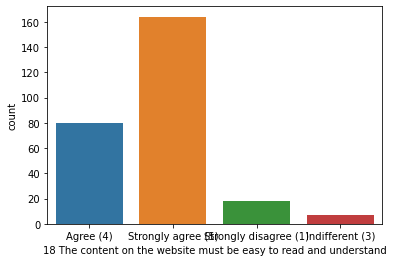 160
140
120
100
80
60
40
20
0
count
Agree (4)
Strongly agree (5)
Strongly disagree (1)
Indifferent (3)
18 The content on the website must be easy to read and understand